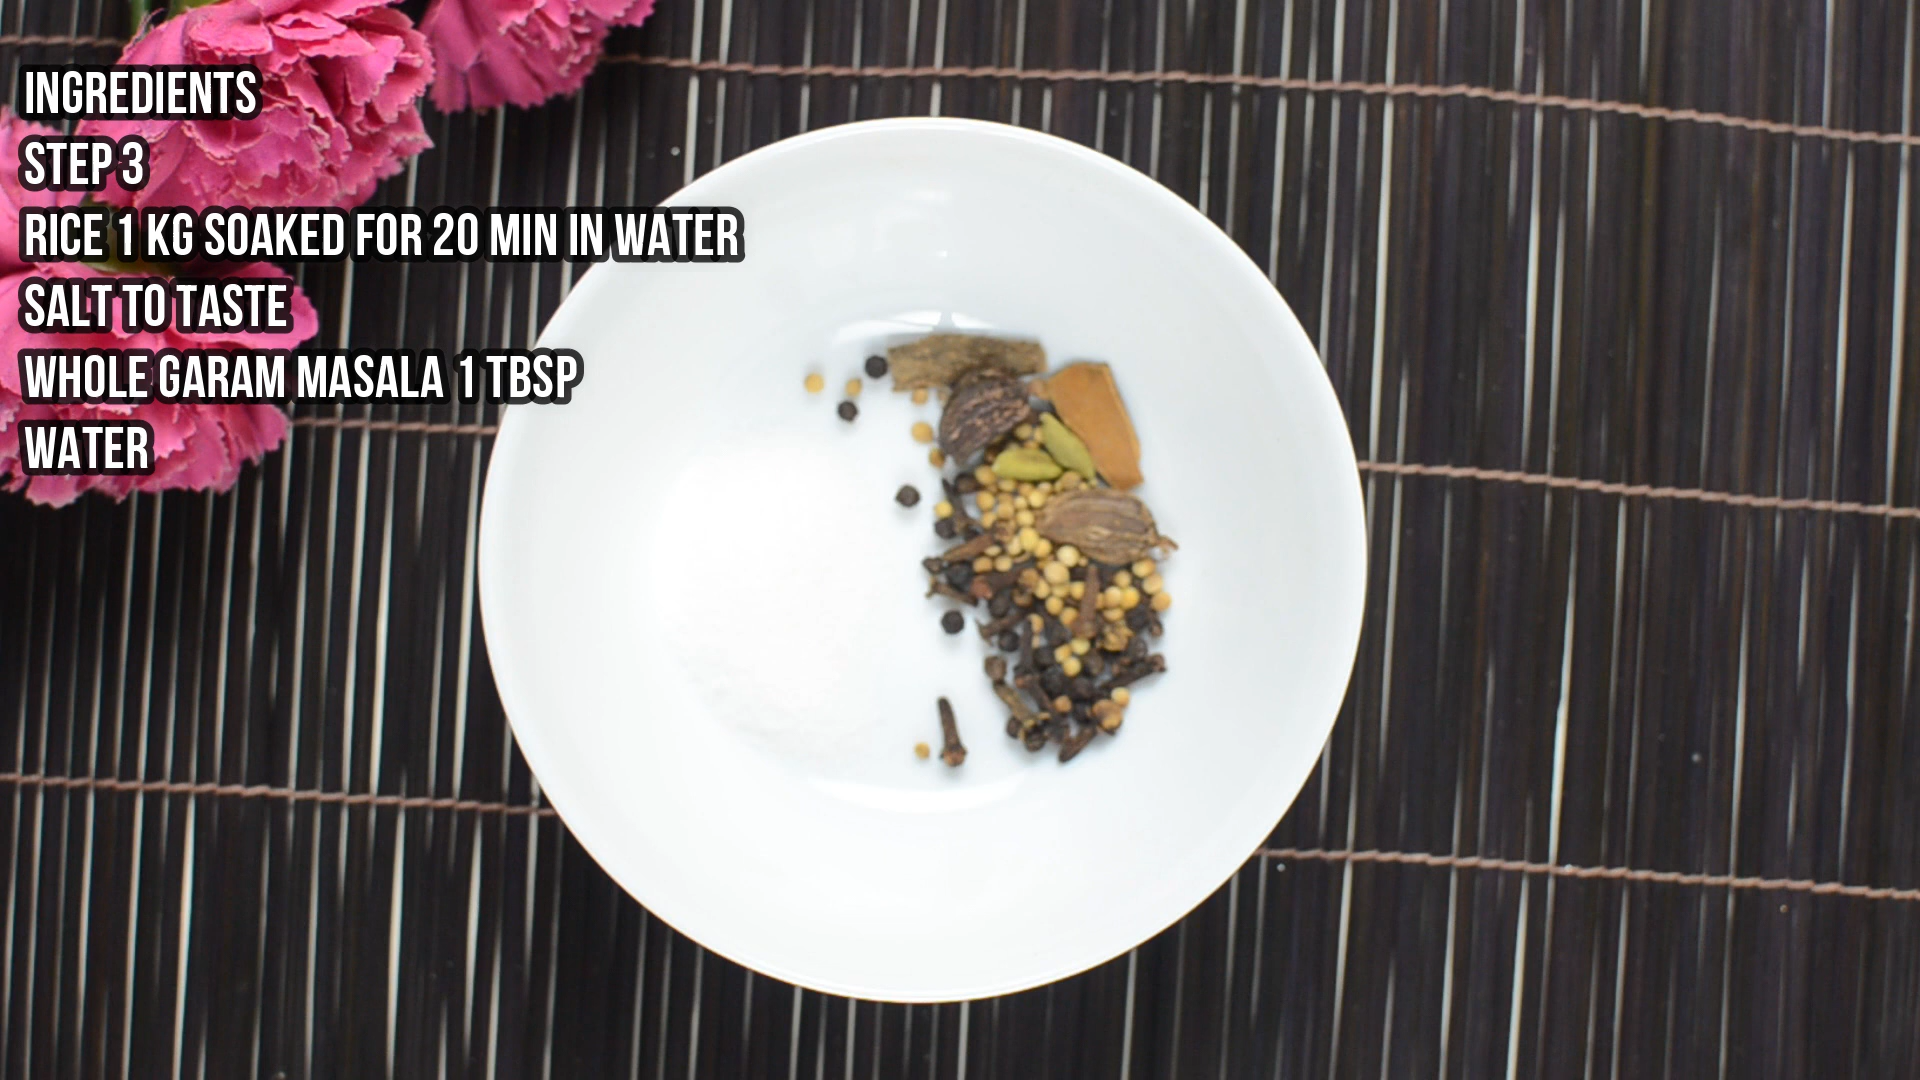 INGREDIENTS
STEP 3
RICE 1 KG SOAKED FOR 20 MIN IN WATER
SALT TO TASTE
WHOLE GARAM MASALA 1 TBSP
WATER